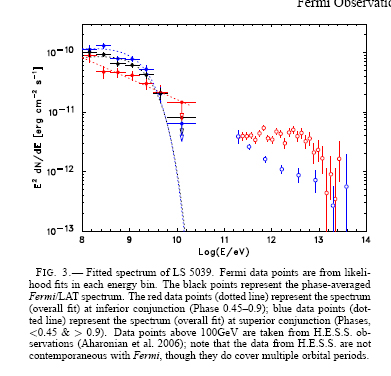 Fermi Observa
10⁻¹⁰
10⁻¹¹
10⁻¹²
10⁻¹³
E² dN/dE [erg cm⁻² s⁻¹]
8 9 10 11 12 13 14
Log(E/eV)
FIG. 3.— Fitted spectrum of LS 5039. Fermi data points are from likeli-
hood fits in each energy bin. The black points represent the phase-averaged
Fermi/LAT spectrum. The red data points (dotted line) represent the spectrum
(overall fit) at inferior conjunction (Phase 0.45–0.9); blue data points (dot-
ted line) represent the spectrum (overall fit) at superior conjunction (Phases,
<0.45 & > 0.9). Data points above 100GeV are taken from H.E.S.S. ob-
servations (Aharonian et al. 2006); note that the data from H.E.S.S. are not
contemporaneous with Fermi, though they do cover multiple orbital periods.